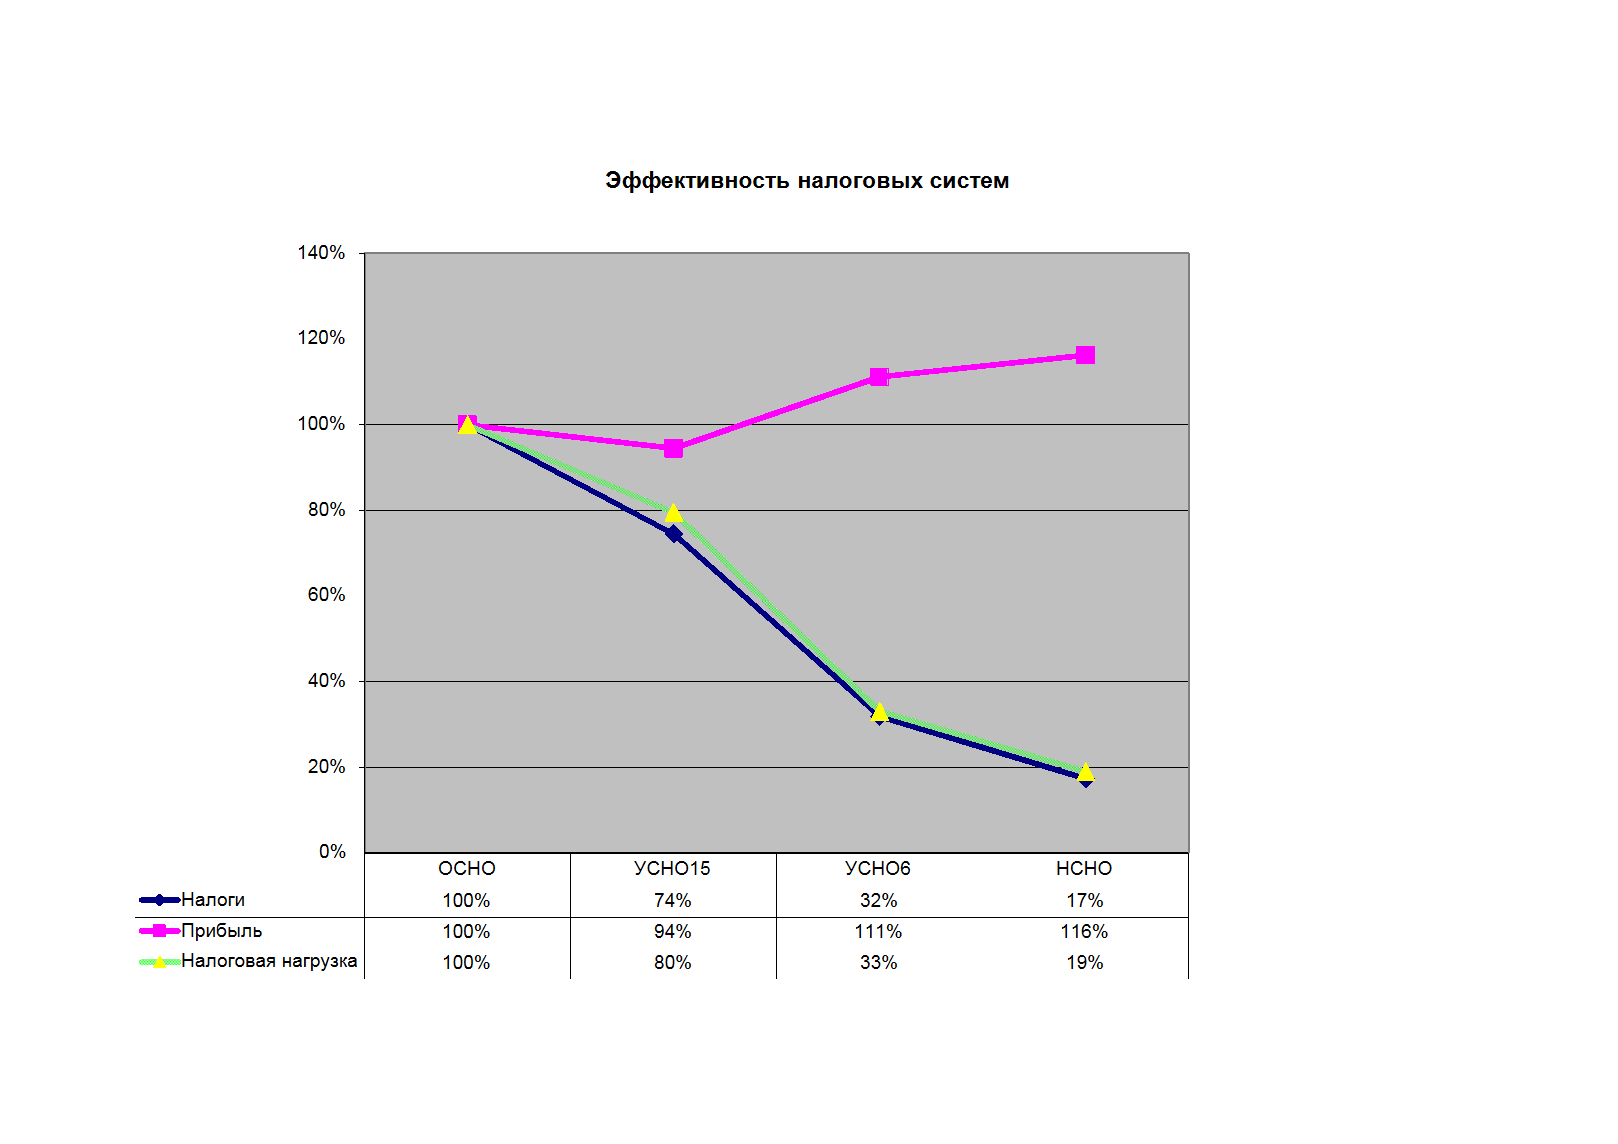 Эффективность налоговых систем
140%
120%
100%
80%
60%
40%
20%
0%
ОСНО УСНО15 УСНО6 НСНО
Налоги 100% 74% 32% 17%
Прибыль 100% 94% 111% 116%
Налоговая нагрузка 100% 80% 33% 19%